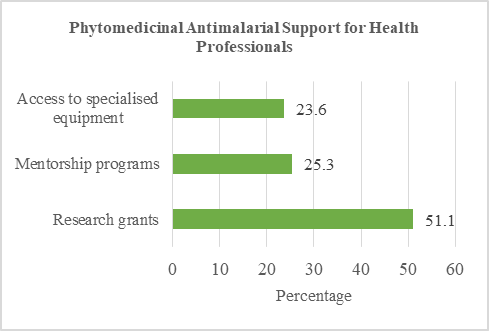 Phytomedicinal Antimalarial Support for Health
Professionals
Access to specialised
equipment
23.6
Mentorship programs
25.3
Research grants
51.1
0 10 20 30 40 50 60
Percentage